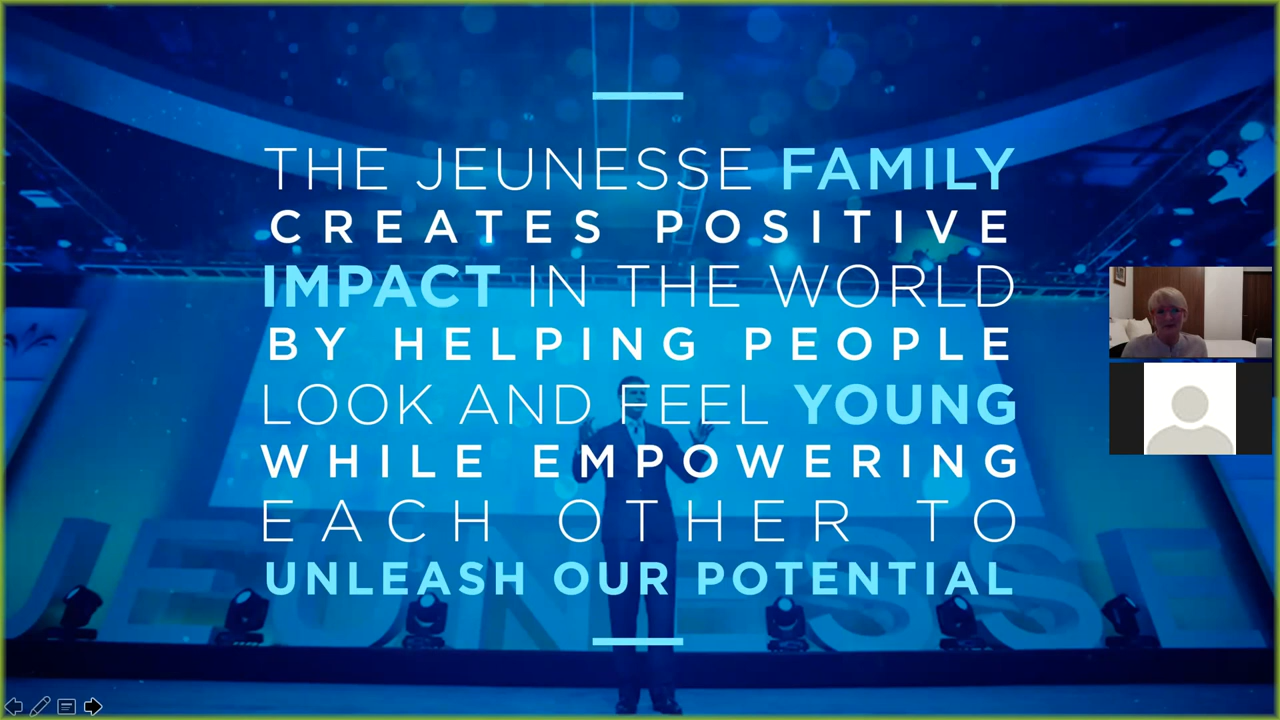 THE JEUNESSE FAMILY
CREATES POSITIVE
IMPACT IN THE WORLD
BY HELPING PEOPLE
LOOK AND FEEL YOUNG
WHILE EMPOWERING
EACH OTHER TO
UNLEASH OUR POTENTIAL
JEUNESSE